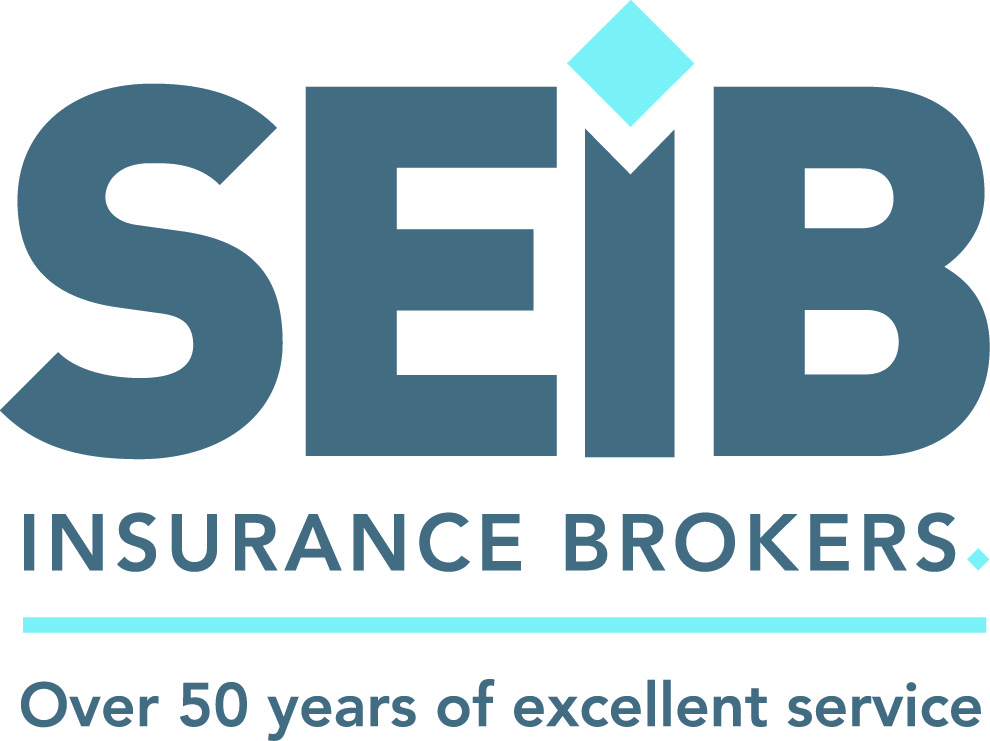 SEiB
INSURANCE BROKERS.
Over 50 years of excellent service